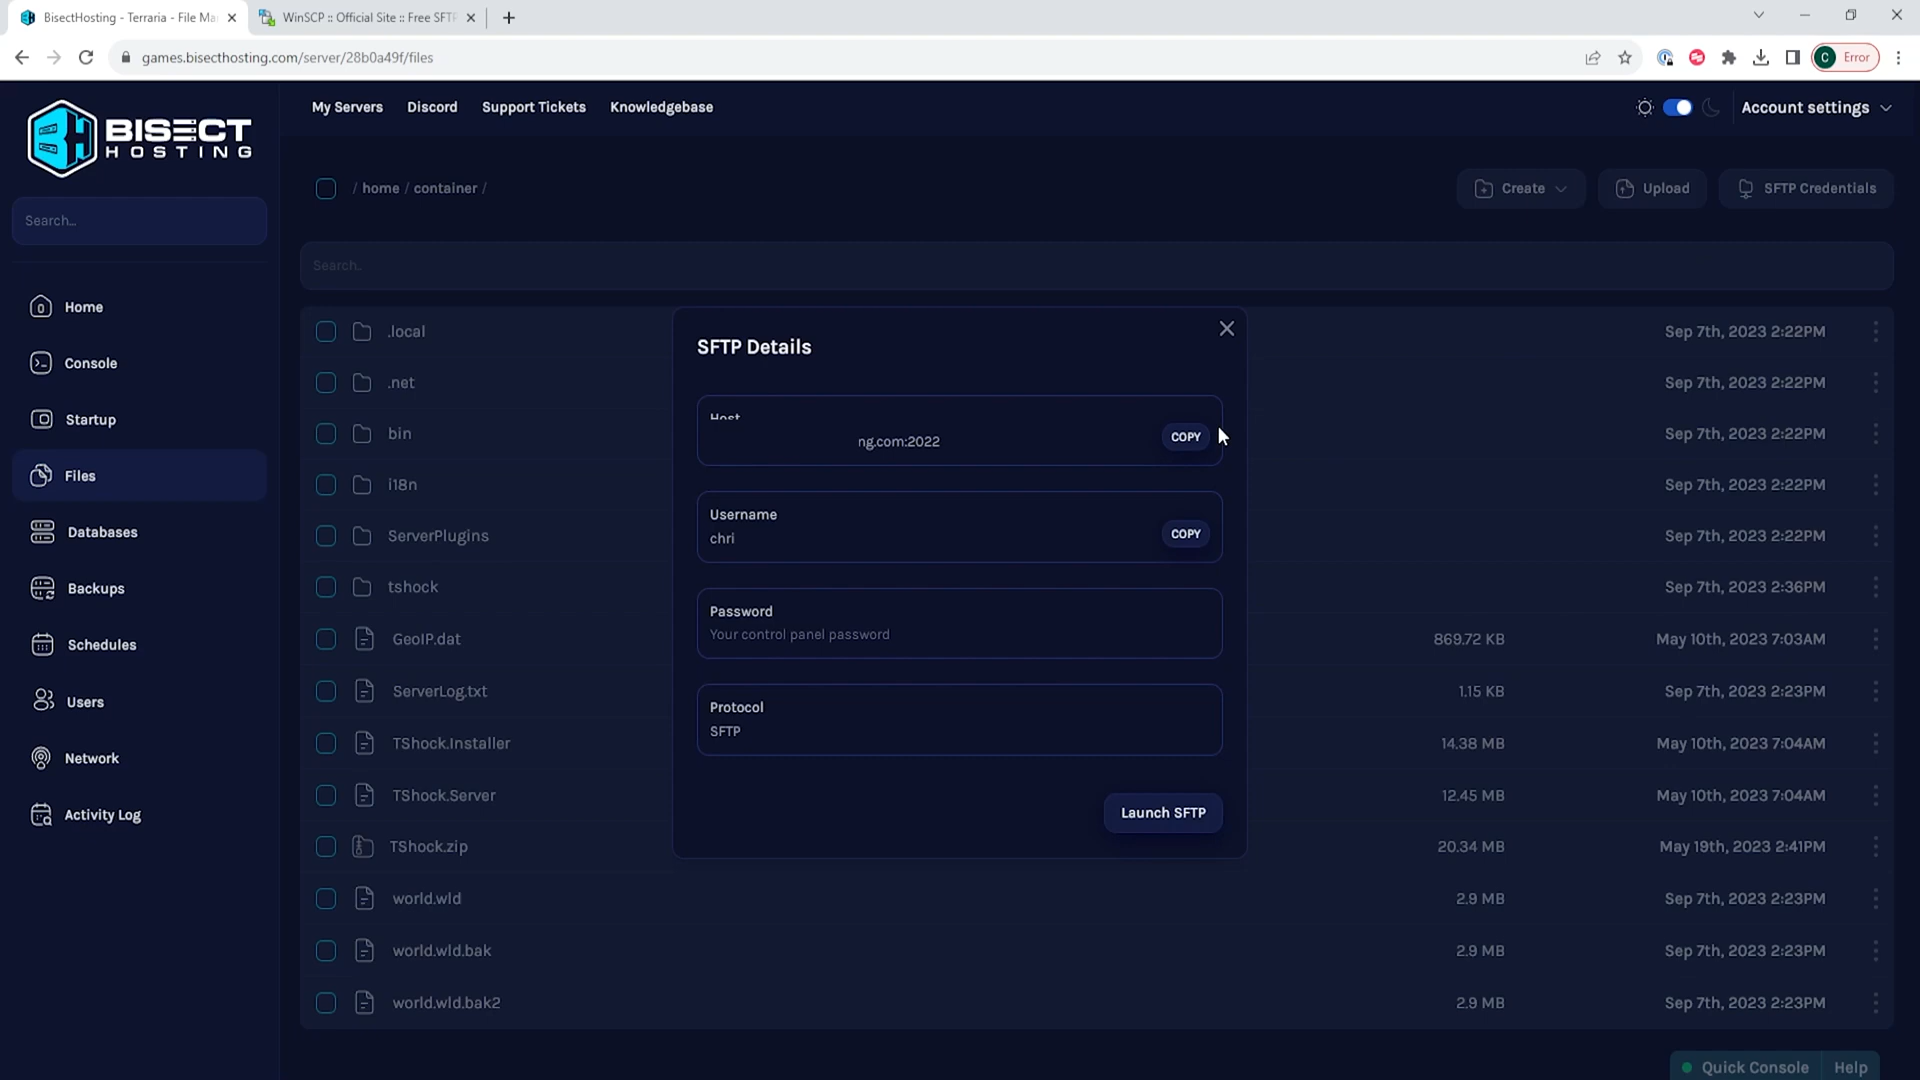 BisectHosting - Terraria - File Ma
WinSCP :: Official Site :: Free SFTP
games.bisecthosting.com/server/28b0a49f/files
C Error
BISECT
HOSTING
My Servers Discord Support Tickets Knowledgebase
Account settings
/ home / container /
Create
Upload
SFTP Credentials
Search...
Search..
Home
Console
Startup
Files
Databases
Backups
Schedules
Users
Network
Activity Log
.local Sep 7th, 2023 2:22PM
.net Sep 7th, 2023 2:22PM
bin Sep 7th, 2023 2:22PM
i18n Sep 7th, 2023 2:22PM
ServerPlugins Sep 7th, 2023 2:22PM
tshock Sep 7th, 2023 2:36PM
GeoIP.dat 869.72 KB May 10th, 2023 7:03AM
ServerLog.txt 1.15 KB Sep 7th, 2023 2:23PM
TShock.Installer 14.38 MB May 10th, 2023 7:04AM
TShock.Server 12.45 MB May 10th, 2023 7:04AM
TShock.zip 20.34 MB May 19th, 2023 2:41PM
world.wld 2.9 MB Sep 7th, 2023 2:23PM
world.wld.bak 2.9 MB Sep 7th, 2023 2:23PM
world.wld.bak2 2.9 MB Sep 7th, 2023 2:23PM
SFTP Details
Host
ng.com:2022
COPY
Username
chri
COPY
Password
Your control panel password
Protocol
SFTP
Launch SFTP
Quick Console Help